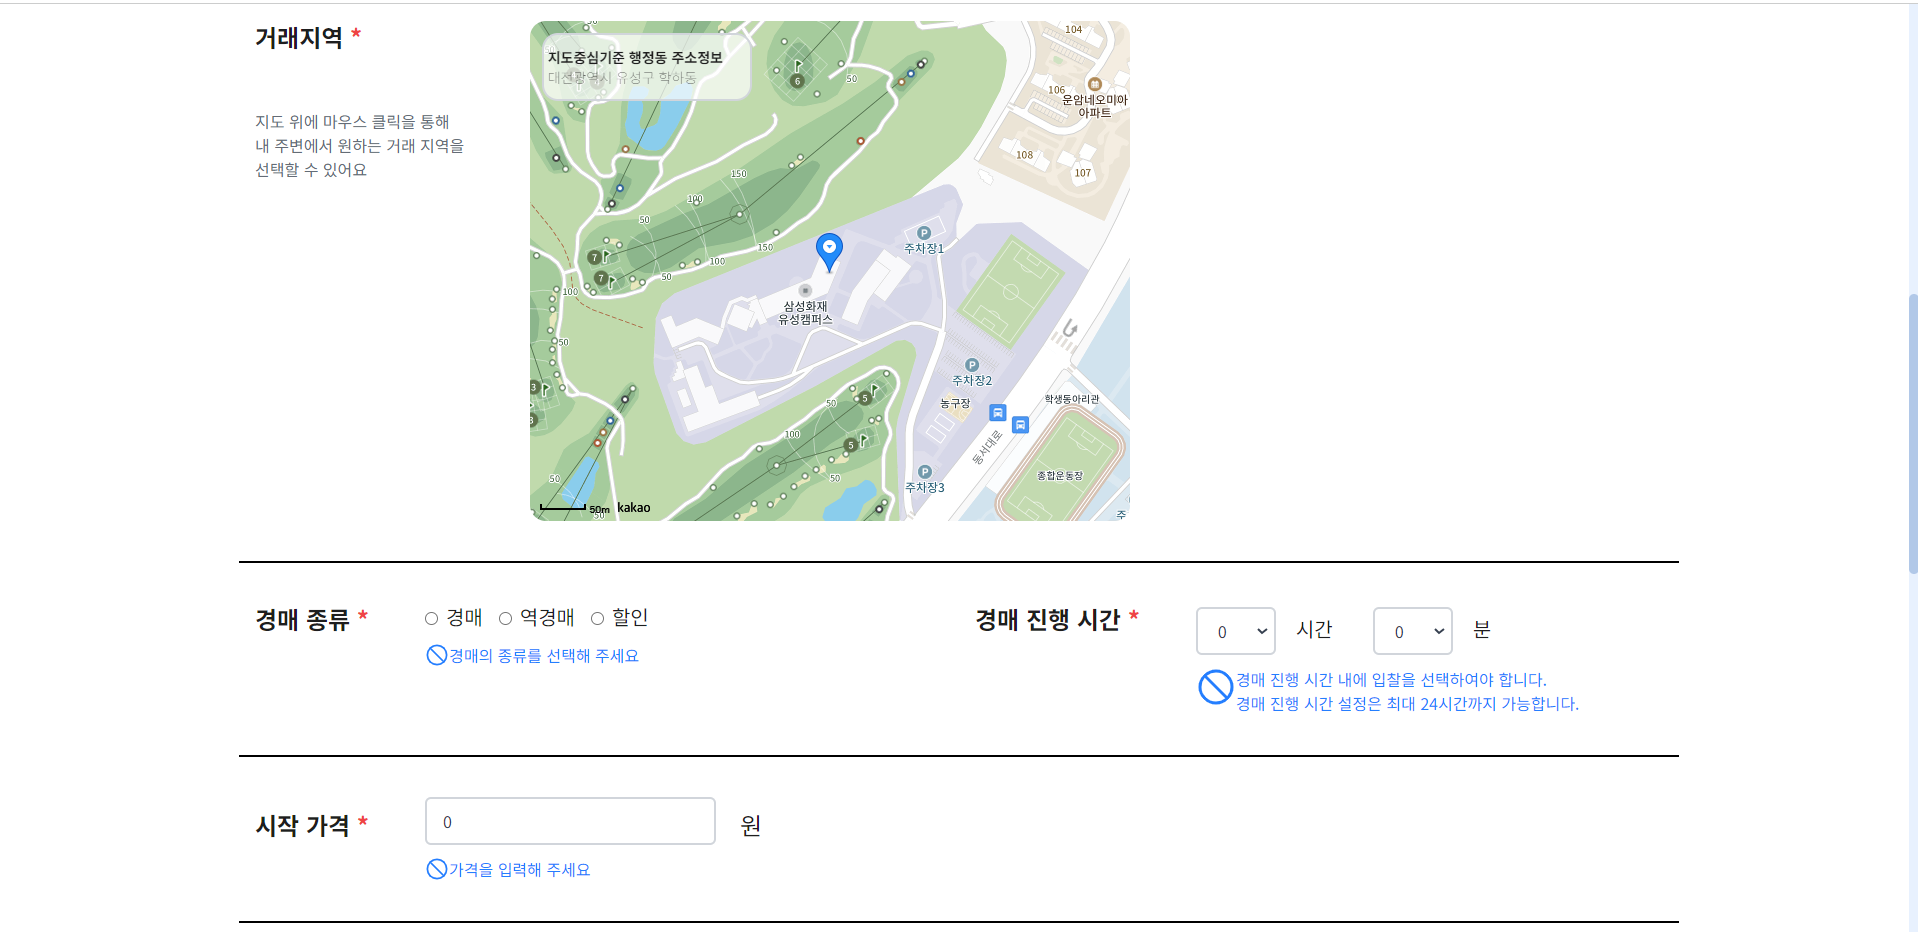 거래지역 *
지도 위에 마우스 클릭을 통해
내 주변에서 원하는 거래 지역을
선택할 수 있어요
지도중심기준 행정동 주소정보
대전광역시 유성구 학하동
50
6
50
104
106
운암네오미아
아파트
108
107
150
100
50
150
100
50
7
7
100
50
3
3
주차장1
삼성화재
유성캠퍼스
주차장2
농구장
학생동아리관
동서대로
종합운동장
주차장3
주
50
5
100
5
50
50
50
50m
kakao
경매 종류 *
경매 역경매 할인
경매의 종류를 선택해 주세요
경매 진행 시간 *
0 시간 0 분
경매 진행 시간 내에 입찰을 선택하여야 합니다.
경매 진행 시간 설정은 최대 24시간까지 가능합니다.
시작 가격 *
0 원
가격을 입력해 주세요